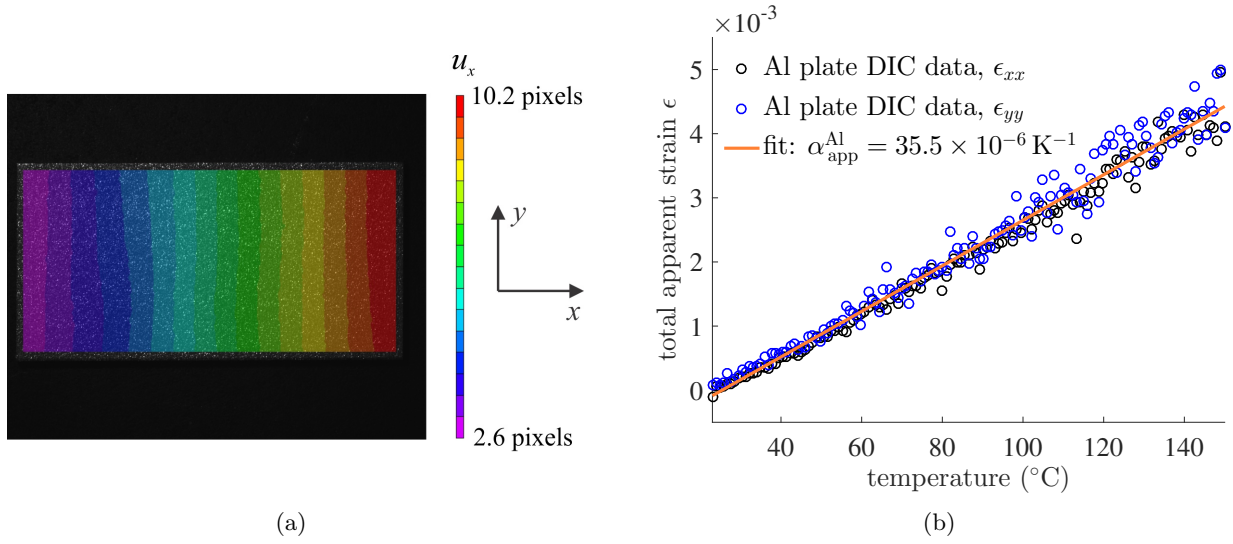 uₓ
10.2 pixels
2.6 pixels
y
x
(a)
×10⁻³
Al plate DIC data, ϵₓₓ
Al plate DIC data, ϵ_yy
fit: α_app^Al = 35.5 × 10⁻⁶ K⁻¹
total apparent strain ϵ
5
4
3
2
1
0
40 60 80 100 120 140
temperature (°C)
(b)